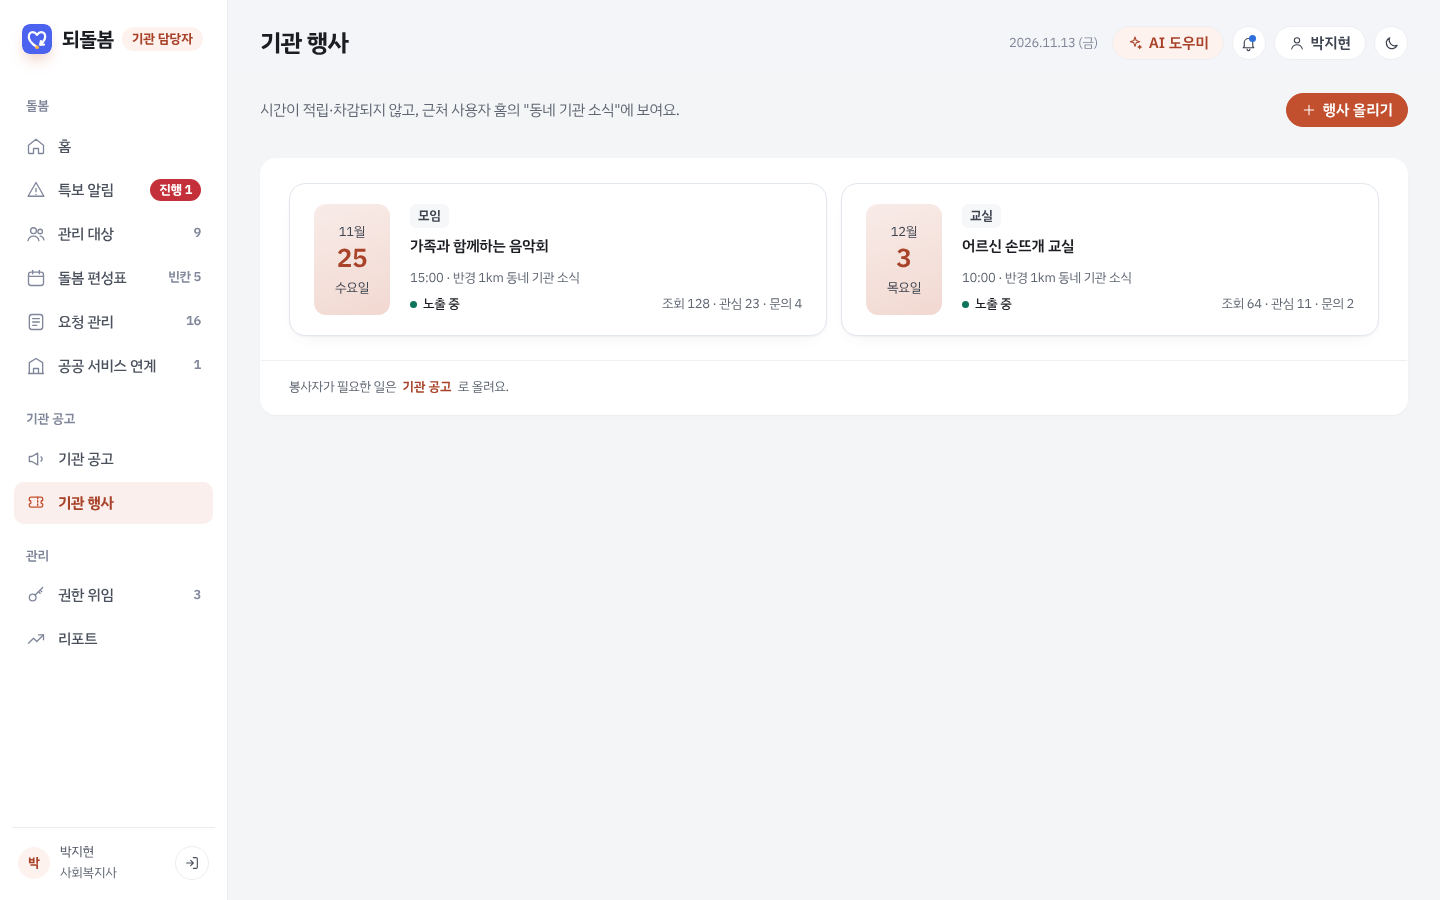 되돌봄 기관 담당자
돌봄
홈
특보 알림 진행 1
관리 대상 9
돌봄 편성표 빈칸 5
요청 관리 16
공공 서비스 연계 1
기관 공고
기관 공고
기관 행사
관리
권한 위임 3
리포트
박 박지현
사회복지사
기관 행사
2026.11.13 (금) AI 도우미 박지현
시간이 적립·차감되지 않고, 근처 사용자 홈의 "동네 기관 소식"에 보여요.
행사 올리기
11월
25
수요일
모임
가족과 함께하는 음악회
15:00 · 반경 1km 동네 기관 소식
노출 중 조회 128 · 관심 23 · 문의 4
12월
3
목요일
교실
어르신 손뜨개 교실
10:00 · 반경 1km 동네 기관 소식
노출 중 조회 64 · 관심 11 · 문의 2
봉사자가 필요한 일은 기관 공고 로 올려요.